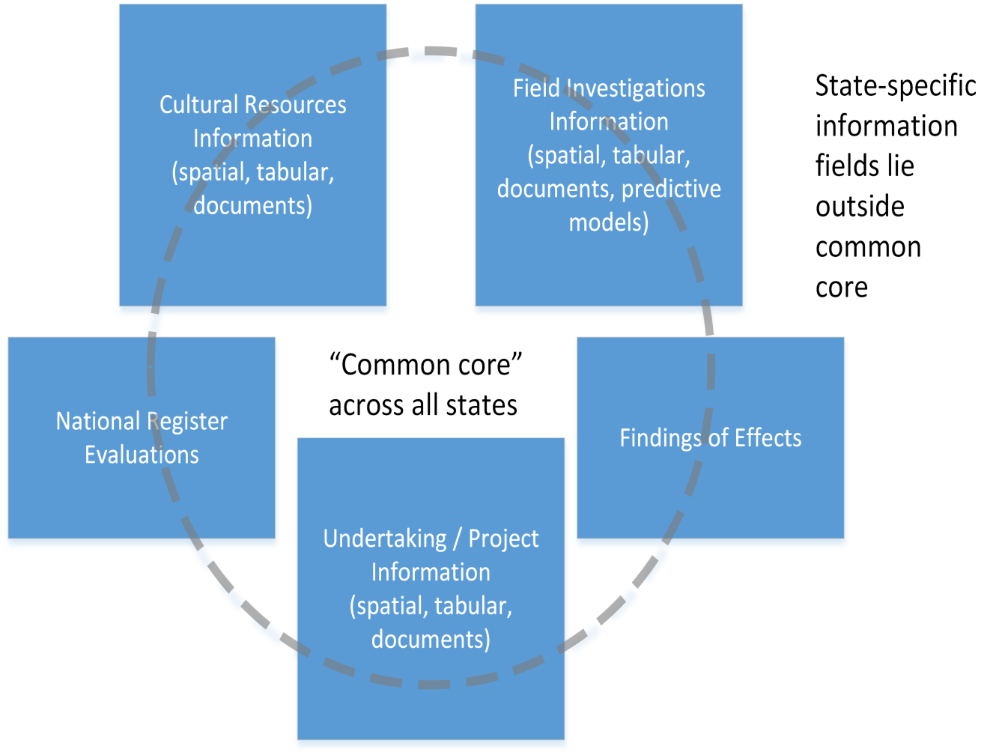 Cultural Resources
Information
(spatial, tabular,
documents)
Field Investigations
Information
(spatial, tabular,
documents, predictive
models)
State-specific
information
fields lie
outside
common
core
National Register
Evaluations
“Common core”
across all states
Findings of Effects
Undertaking / Project
Information
(spatial, tabular,
documents)